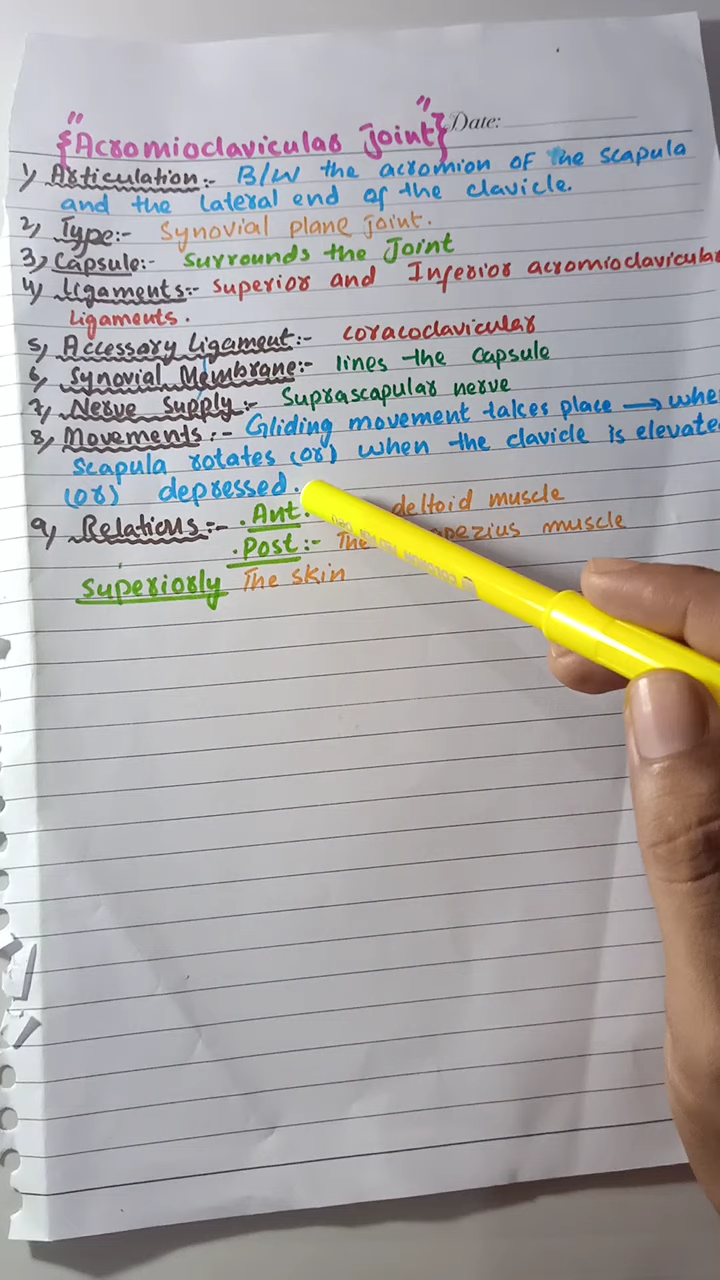 " "
{Acromioclavicular joint} Date:
1) Articulation:- B/W the acromion of the scapula
and the lateral end of the clavicle.
2) Type:- Synovial plane joint.
3) Capsule:- Surrounds the Joint
4) Ligaments:- Superior and Inferior acromioclavicular
Ligaments.
5) Accessory Ligament:- coracoclavicular
6) Synovial Membrane:- lines the capsule
7) Nerve Supply:- Suprascapular nerve
8) Movements:- Gliding movement takes place → whe
Scapula rotates (or) when the clavicle is elevate
(or) depressed.
9) Relations:- .Ant: deltoid muscle
.Post:- The pezius muscle
Superiorly The skin